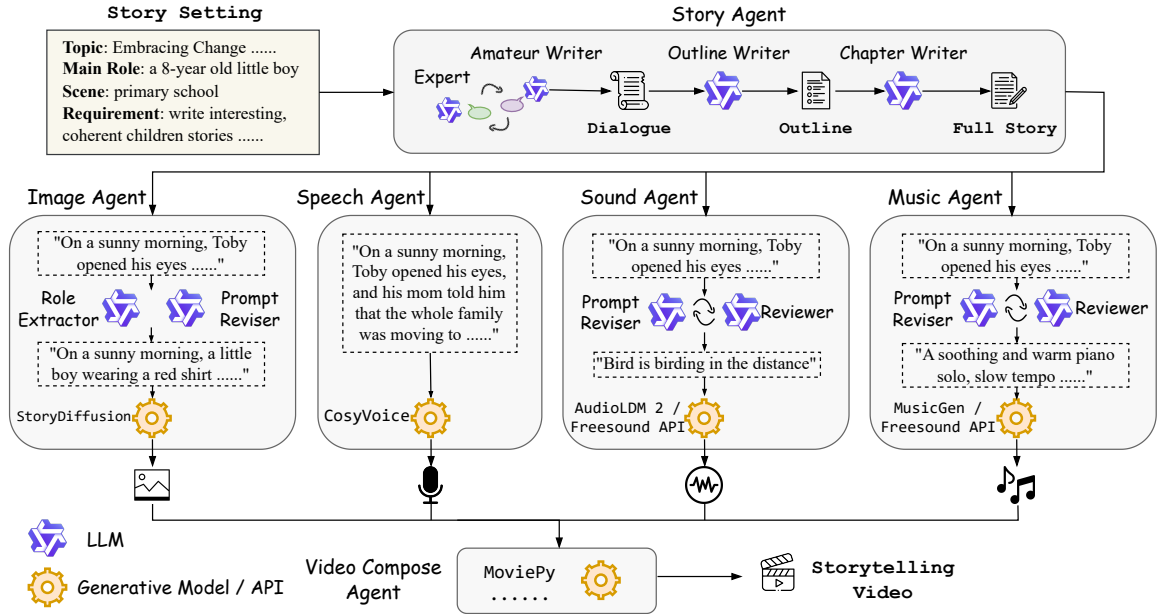 Story Setting
Topic: Embracing Change ......
Main Role: a 8-year old little boy
Scene: primary school
Requirement: write interesting,
coherent children stories ......
Story Agent
Amateur Writer
Outline Writer
Chapter Writer
Expert
Dialogue
Outline
Full Story
Image Agent
"On a sunny morning, Toby
opened his eyes ......"
Role
Extractor
Prompt
Reviser
"On a sunny morning, a little
boy wearing a red shirt ......"
StoryDiffusion
Speech Agent
"On a sunny morning,
Toby opened his eyes,
and his mom told him
that the whole family
was moving to ......"
CosyVoice
Sound Agent
"On a sunny morning, Toby
opened his eyes ......"
Prompt
Reviser
Reviewer
"Bird is birding in the distance"
AudioLDM 2 /
Freesound API
Music Agent
"On a sunny morning, Toby
opened his eyes ......"
Prompt
Reviser
Reviewer
"A soothing and warm piano
solo, slow tempo ......"
MusicGen /
Freesound API
LLM
Generative Model / API
Video Compose
Agent
MoviePy
......
Storytelling
Video